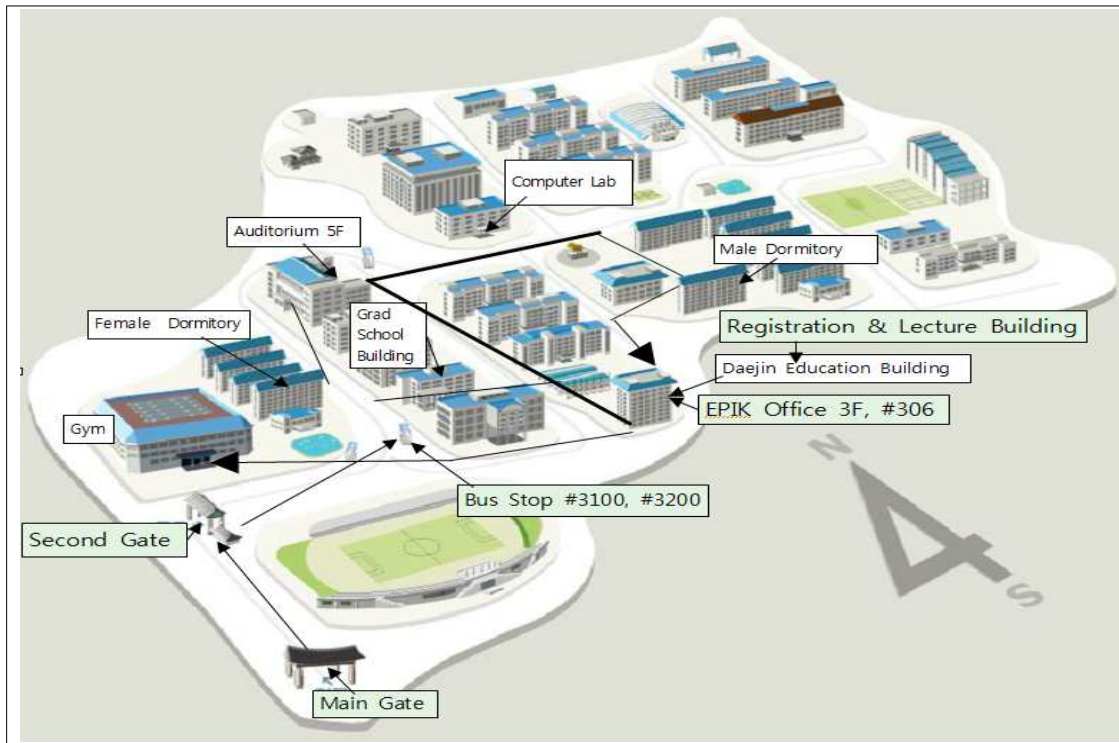 Computer Lab
Auditorium 5F
Male Dormitory
Grad
School
Building
Female Dormitory
Registration & Lecture Building
Daejin Education Building
EPIK Office 3F, #306
Gym
N
Bus Stop #3100, #3200
Second Gate
S
Main Gate